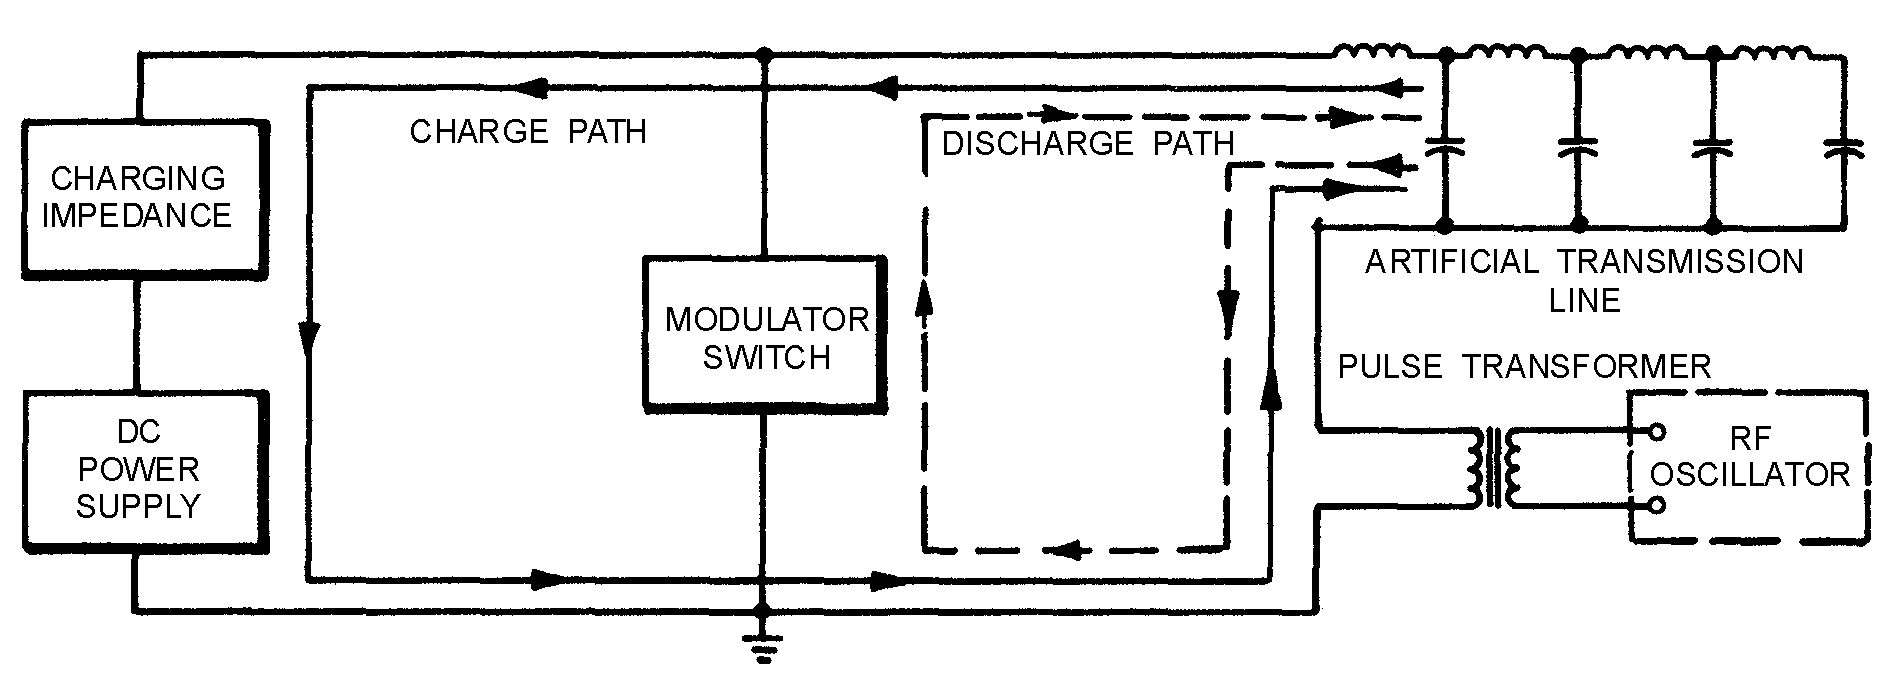 CHARGE PATH
DISCHARGE PATH
CHARGING
IMPEDANCE
MODULATOR
SWITCH
ARTIFICIAL TRANSMISSION
LINE
PULSE TRANSFORMER
DC
POWER
SUPPLY
RF
OSCILLATOR